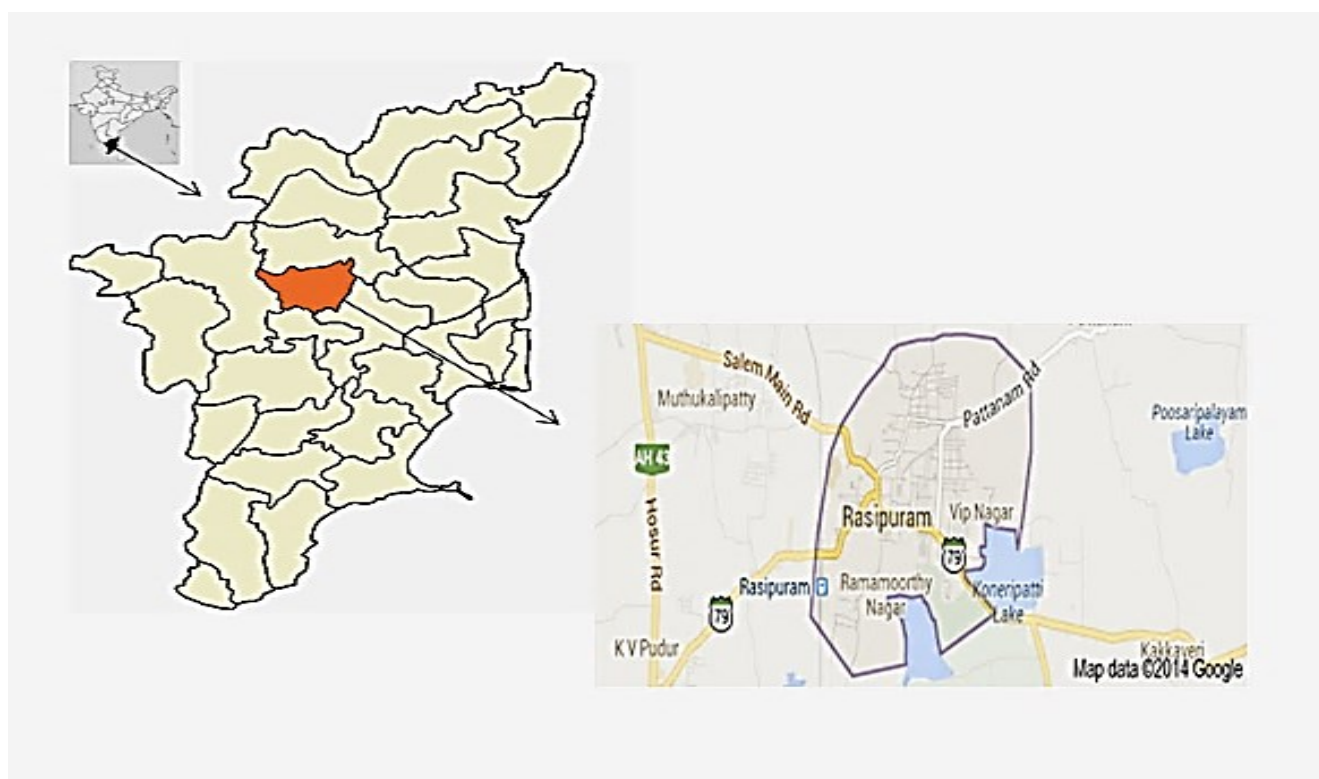 Salem Main Rd
Muthukalipatty
Pattanam Rd
Poosaripalayam
Lake
AH 43
Hosur Rd
Rasipuram
Vip Nagar
79
Rasipuram
Ramamoorthy
Nagar
Koneripatti
Lake
79
K V Pudur
Kakkaveri
Map data ©2014 Google